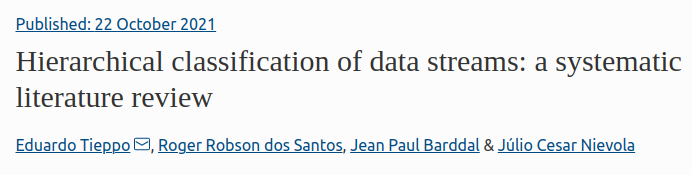 Published: 22 October 2021
Hierarchical classification of data streams: a systematic
literature review
Eduardo Tieppo, Roger Robson dos Santos, Jean Paul Barddal & Júlio Cesar Nievola